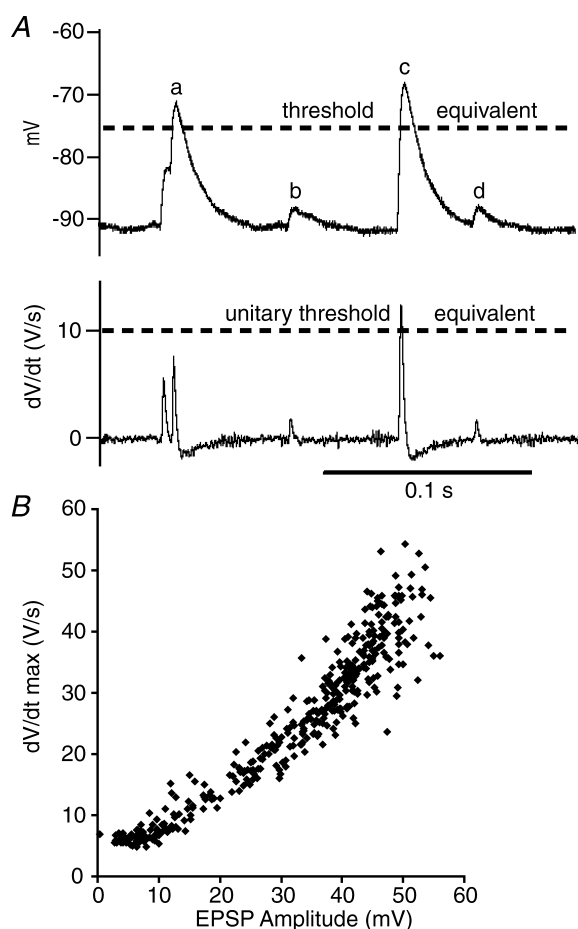 A
-60
-70
-80
-90
mV
a
b
c
d
threshold equivalent
10
0
dV/dt (V/s)
unitary threshold equivalent
0.1 s
B
60
50
40
30
20
10
0
dV/dt max (V/s)
0 10 20 30 40 50 60
EPSP Amplitude (mV)